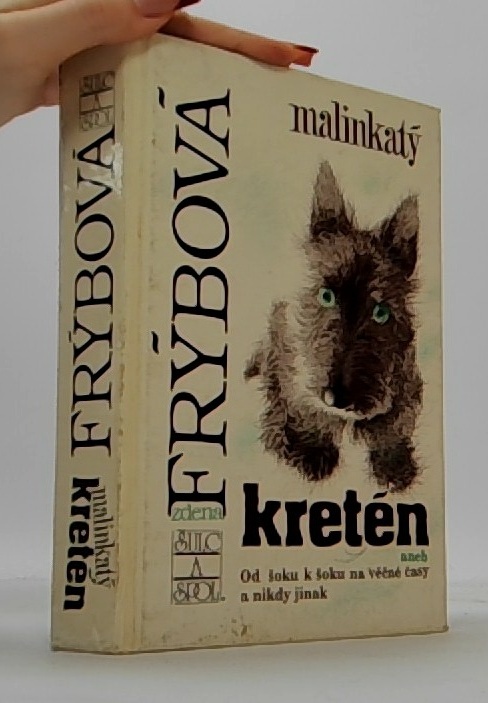 ŠULC
A
SPOL.
FRÝBOVÁ
malinkatý
kretén
malinkatý
FRÝBOVÁ
zdena
ŠULC
A
SPOL.
kretén
aneb
Od šoku k šoku na věčné časy
a nikdy jinak